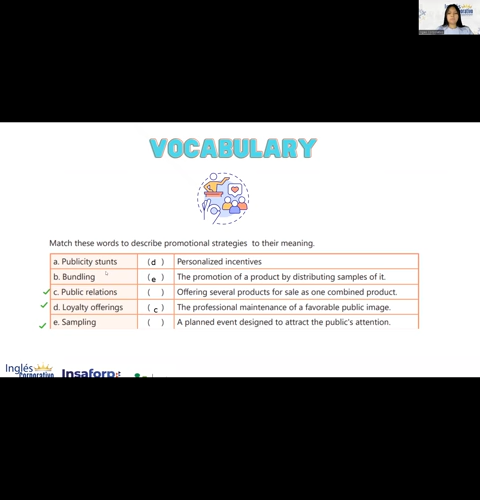 VOCABULARY
Match these words to describe promotional strategies to their meaning.
a. Publicity stunts ( d ) Personalized incentives
b. Bundling ( e ) The promotion of a product by distributing samples of it.
c. Public relations ( ) Offering several products for sale as one combined product.
d. Loyalty offerings ( c ) The professional maintenance of a favorable public image.
e. Sampling ( ) A planned event designed to attract the public's attention.
Inglés
corporativo Insaforp